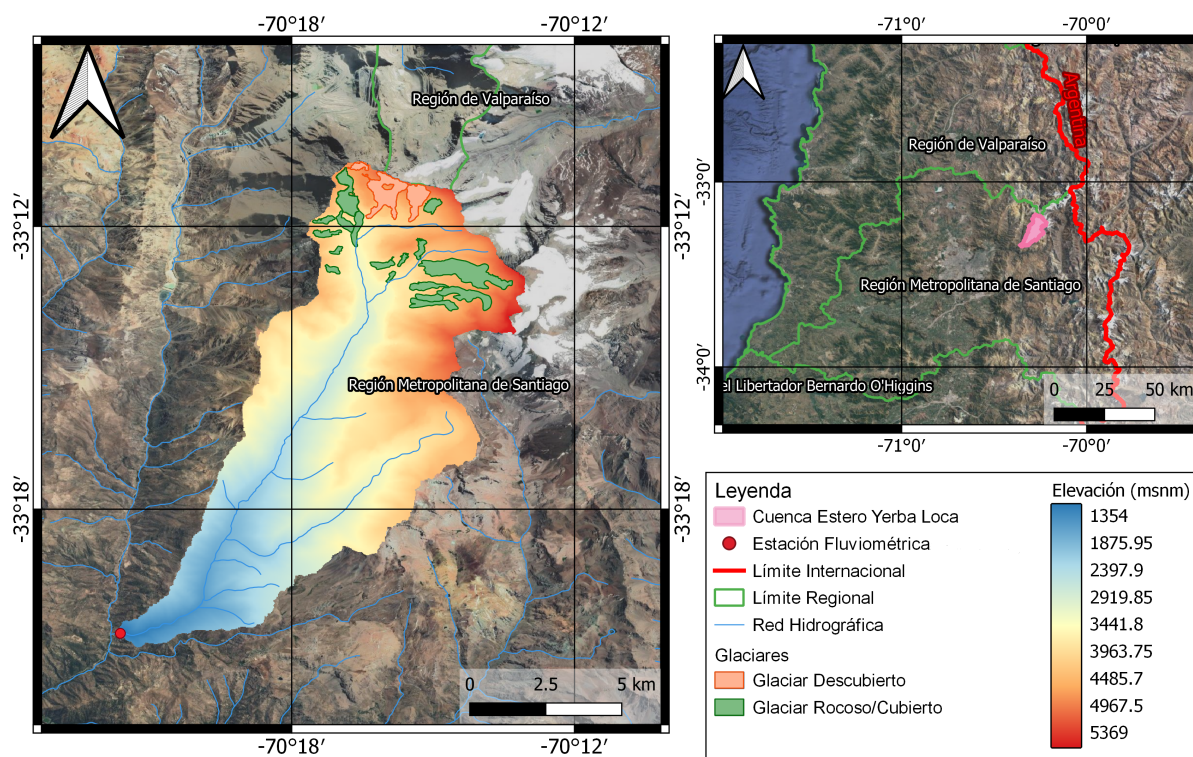 -70°18′
-70°12′
Región de Valparaíso
-33°12′
-33°12′
Región Metropolitana de Santiago
-33°18′
-33°18′
0 2.5 5 km
-70°18′
-70°12′
-71°0′
-70°0′
Argentina
Región de Valparaíso
-33°0′
-33°0′
Región Metropolitana de Santiago
-34°0′
-34°0′
el Libertador Bernardo O'Higgins
0 25 50 km
-71°0′
-70°0′
Leyenda
Cuenca Estero Yerba Loca
Estación Fluviométrica
Límite Internacional
Límite Regional
Red Hidrográfica
Glaciares
Glaciar Descubierto
Glaciar Rocoso/Cubierto
Elevación (msnm)
1354
1875.95
2397.9
2919.85
3441.8
3963.75
4485.7
4967.5
5369